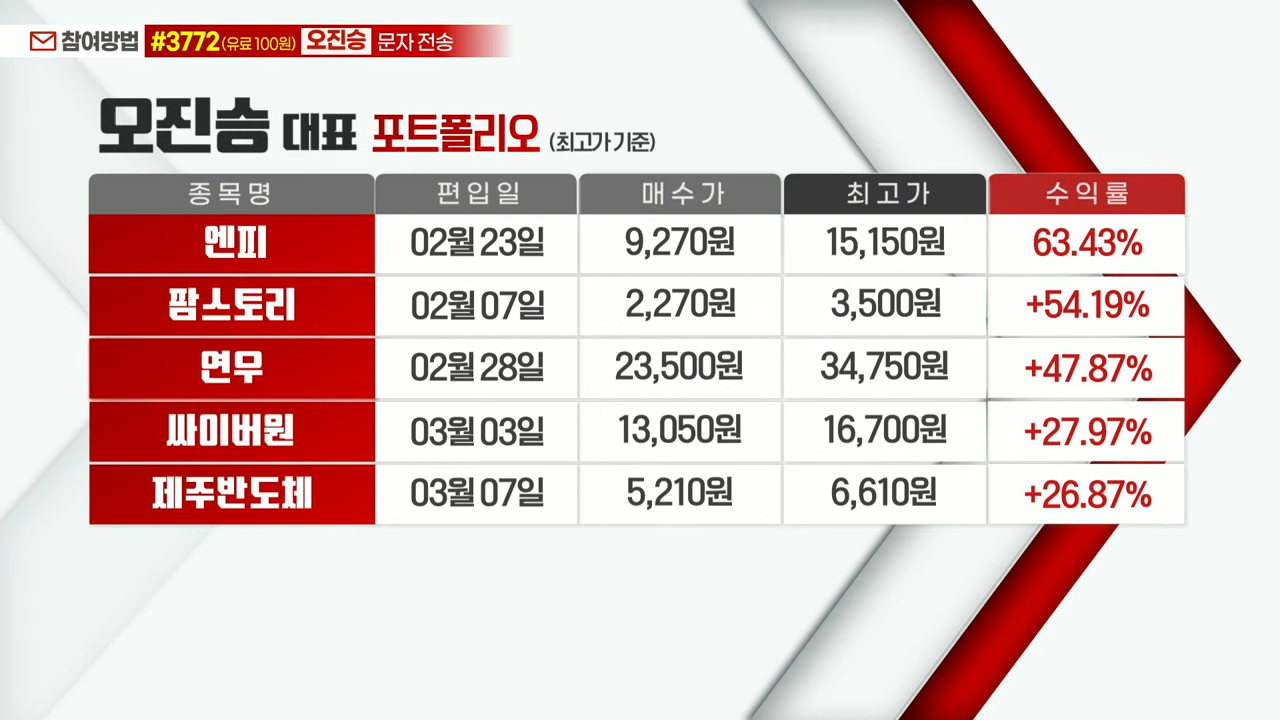 참여방법 #3772(유료 100원) 오진승 문자 전송
오진승 대표 포트폴리오 (최고가 기준)
종목명 편입일 매수가 최고가 수익률
엔피 02월 23일 9,270원 15,150원 63.43%
팜스토리 02월 07일 2,270원 3,500원 +54.19%
연무 02월 28일 23,500원 34,750원 +47.87%
싸이버원 03월 03일 13,050원 16,700원 +27.97%
제주반도체 03월 07일 5,210원 6,610원 +26.87%